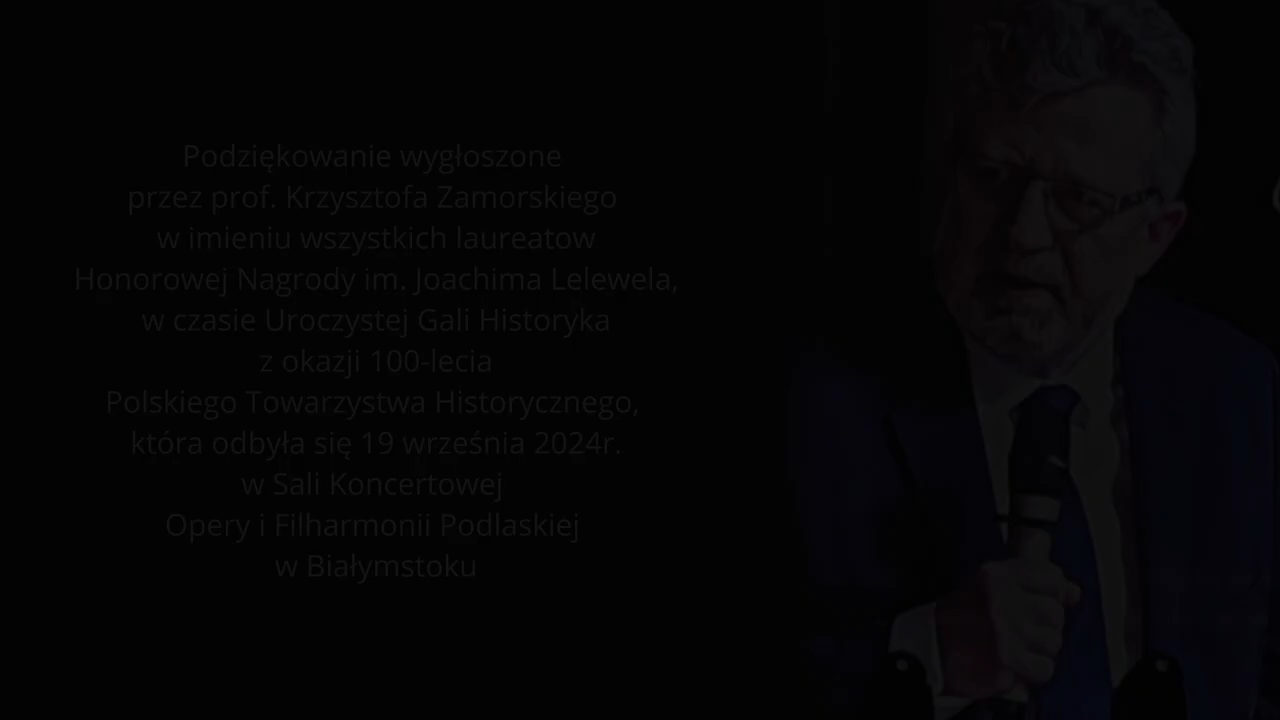 Podziękowanie wygłoszone
przez prof. Krzysztofa Zamorskiego
w imieniu wszystkich laureatow
Honorowej Nagrody im. Joachima Lelewela,
w czasie Uroczystej Gali Historyka
z okazji 100-lecia
Polskiego Towarzystwa Historycznego,
która odbyła się 19 września 2024r.
w Sali Koncertowej
Opery i Filharmonii Podlaskiej
w Białymstoku